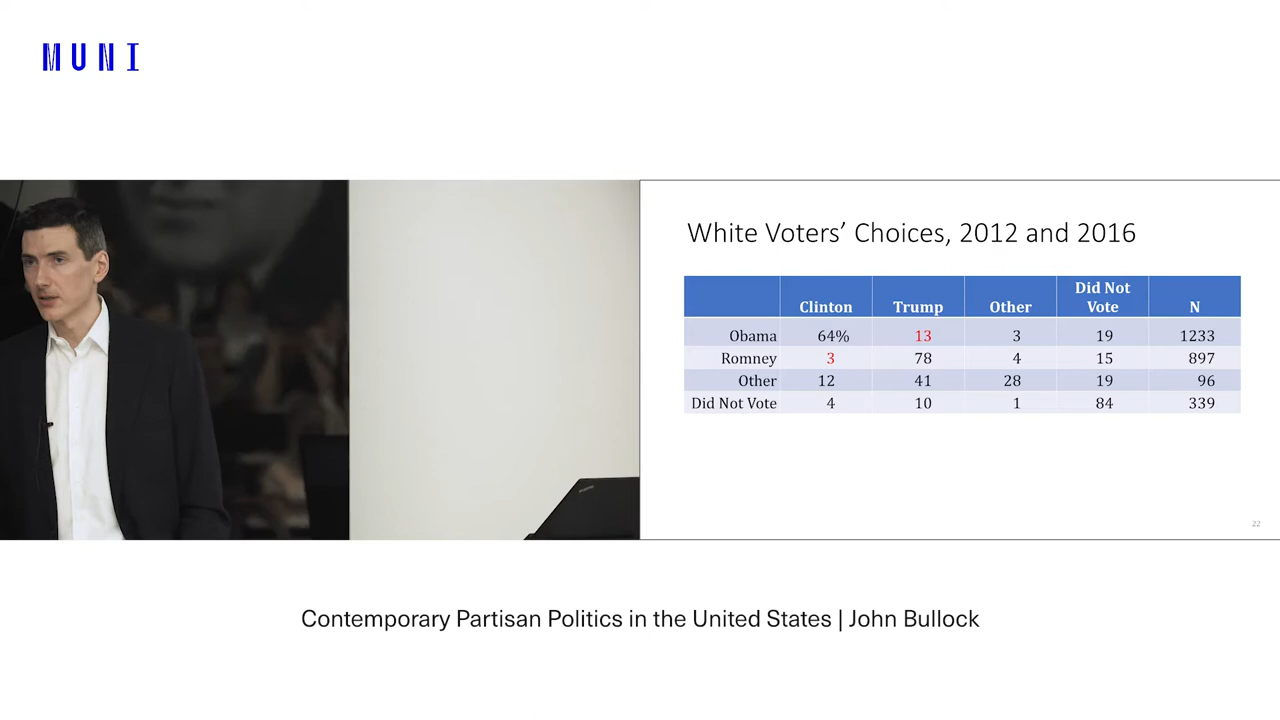 MUNI
White Voters’ Choices, 2012 and 2016
Did Not
Clinton Trump Other Vote N
Obama 64% 13 3 19 1233
Romney 3 78 4 15 897
Other 12 41 28 19 96
Did Not Vote 4 10 1 84 339
22
Contemporary Partisan Politics in the United States | John Bullock